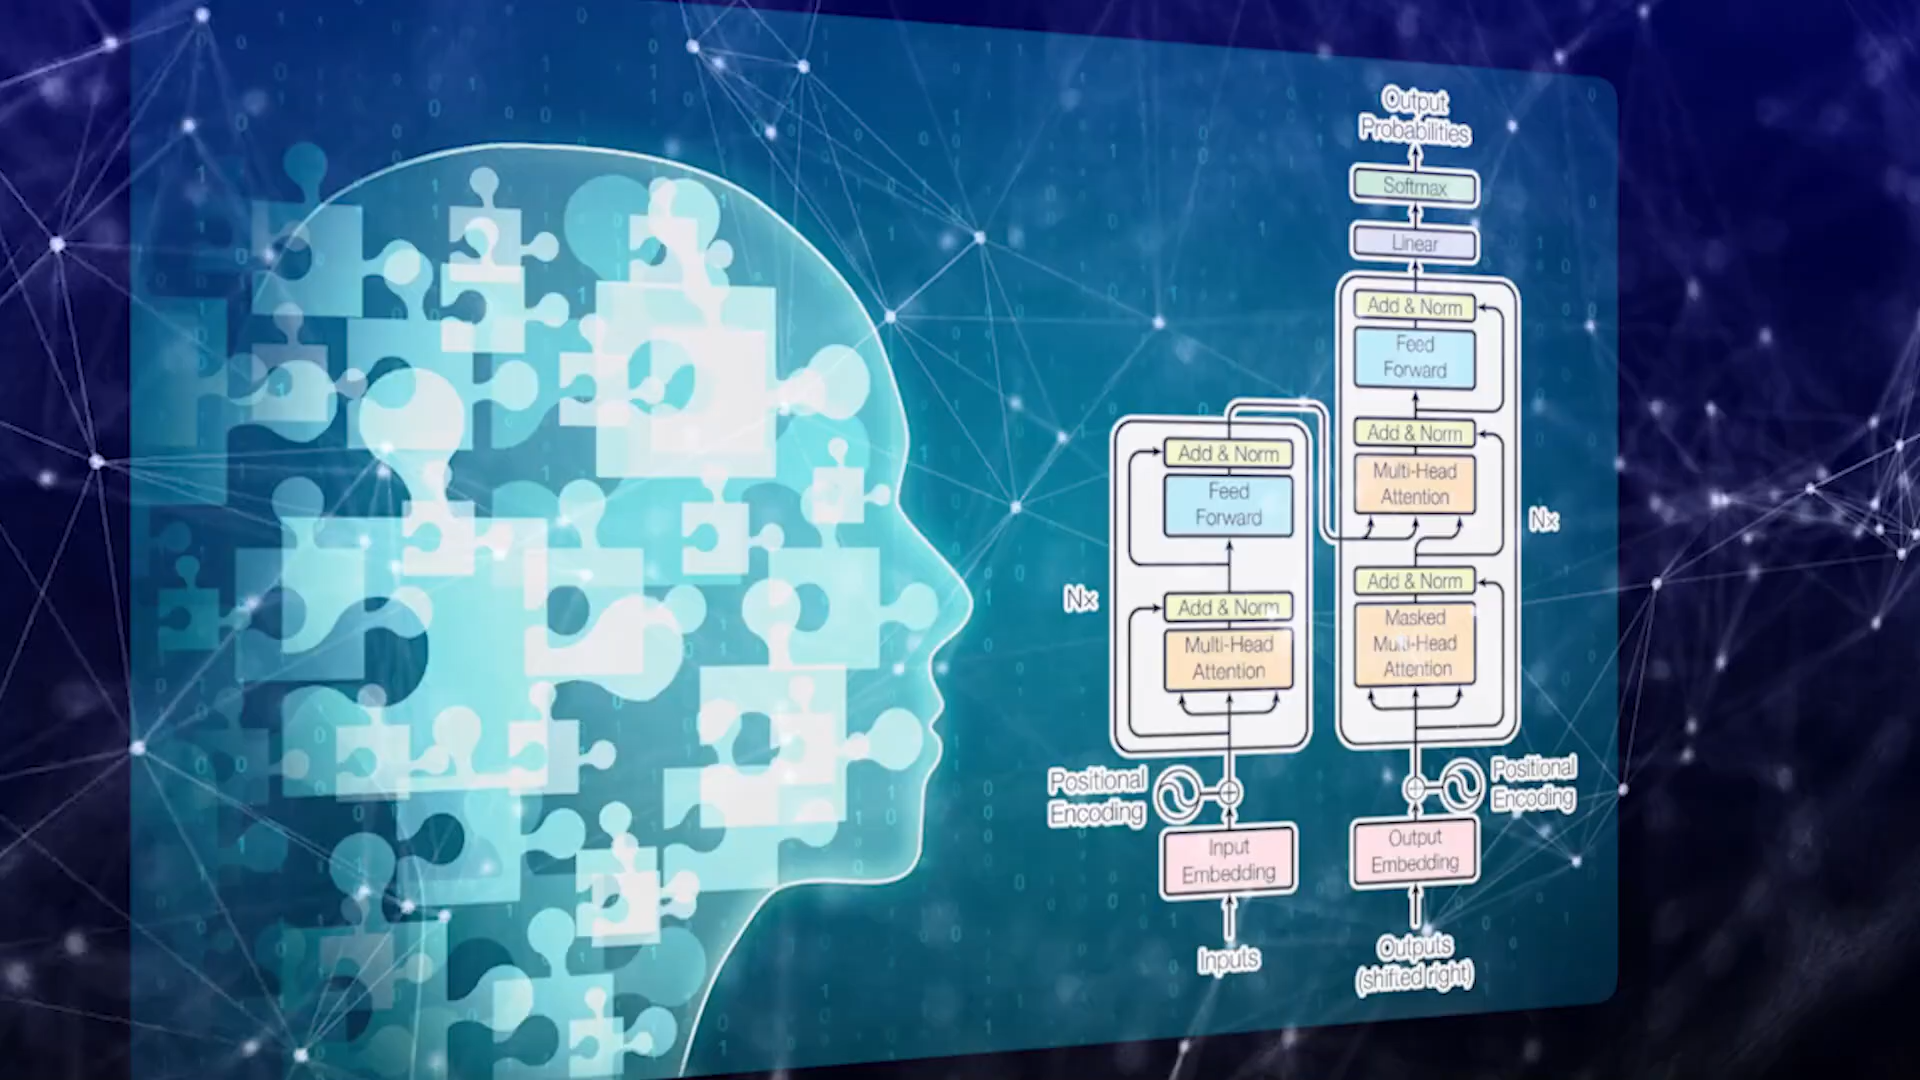 Output
Probabilities
Softmax
Linear
Add & Norm
Feed
Forward
Add & Norm
Multi-Head
Attention
Nx
Add & Norm
Masked
Multi-Head
Attention
Positional
Encoding
Output
Embedding
Outputs
(shifted right)
Add & Norm
Feed
Forward
Nx
Add & Norm
Multi-Head
Attention
Positional
Encoding
Input
Embedding
Inputs